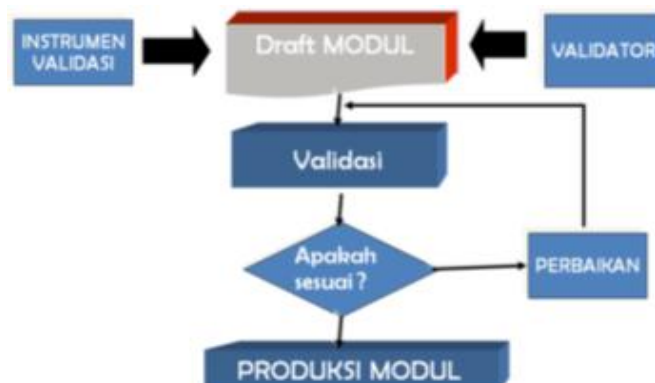 INSTRUMEN
VALIDASI
Draft MODUL
VALIDATOR
Validasi
Apakah
sesuai ?
PERBAIKAN
PRODUKSI MODUL